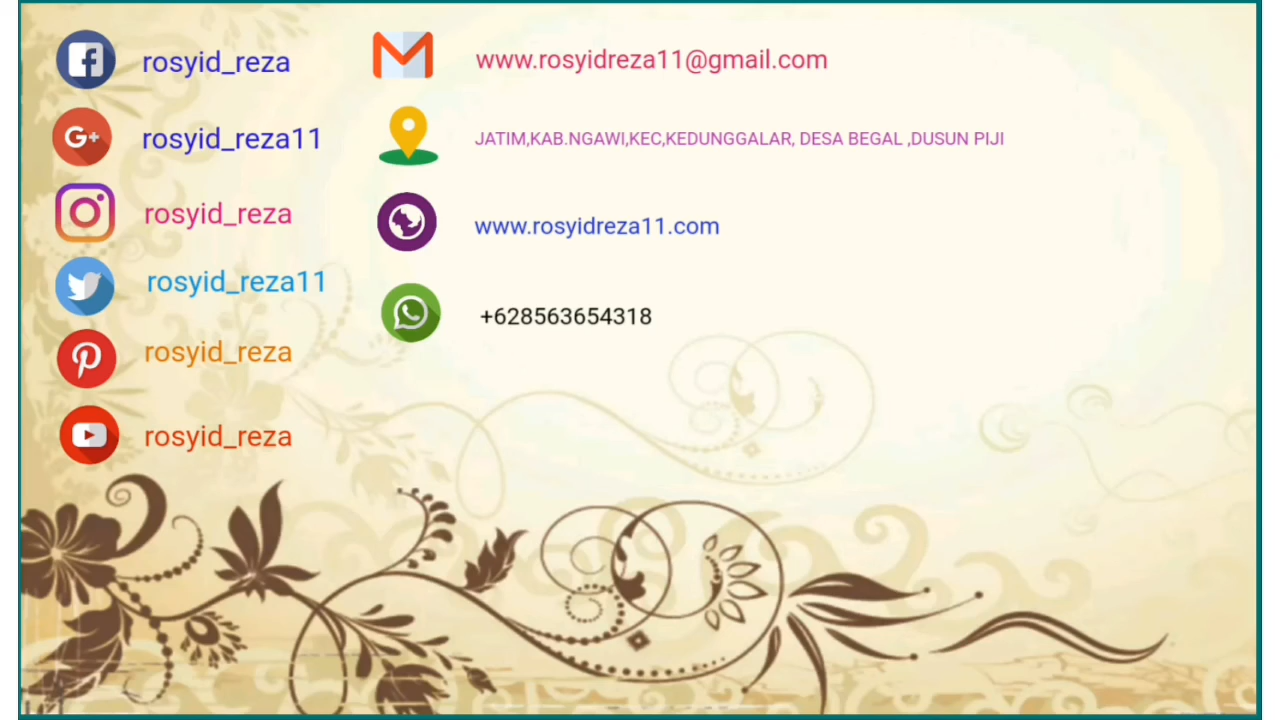 rosyid_reza
rosyid_reza11
rosyid_reza
rosyid_reza11
rosyid_reza
rosyid_reza
www.rosyidreza11@gmail.com
JATIM,KAB.NGAWI,KEC,KEDUNGGALAR, DESA BEGAL ,DUSUN PIJI
www.rosyidreza11.com
+628563654318